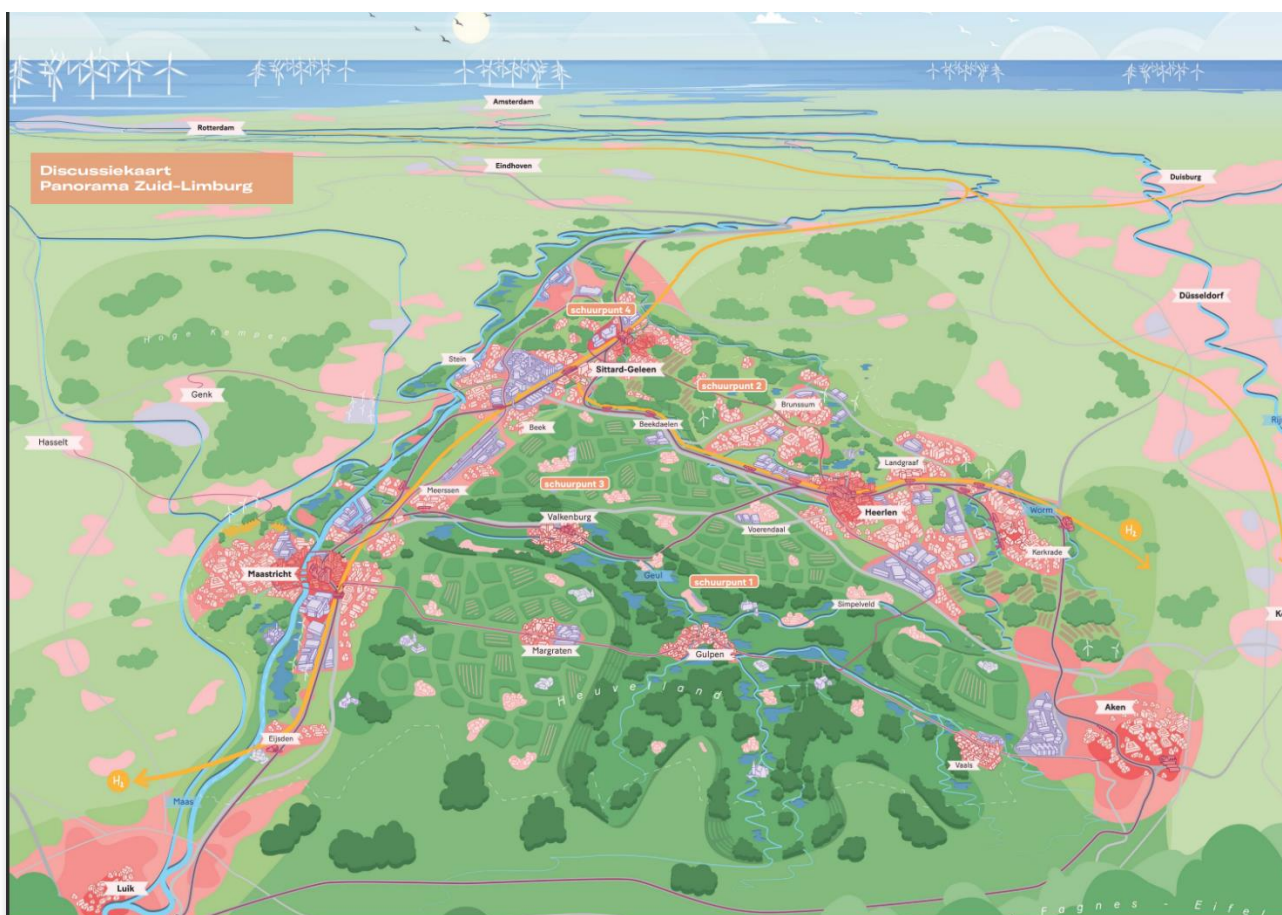 Amsterdam
Rotterdam
Eindhoven
Discussiekaart
Panorama Zuid-Limburg
Duisburg
Düsseldorf
schuurpunt 4
Hoge Kempen
Stein
Sittard-Geleen
schuurpunt 2
Genk
Brunssum
Hasselt
Beek
Beekdaelen
Landgraaf
schuurpunt 3
Meerssen
Valkenburg
Heerlen
Worm
Voerendaal
H₂
Kerkrade
Maastricht
Geul
schuurpunt 1
Simpelveld
Margraten
Gulpen
Heuvelland
Aken
Eijsden
Vaals
H₂
Maas
Luik
Fagnes - Eifel